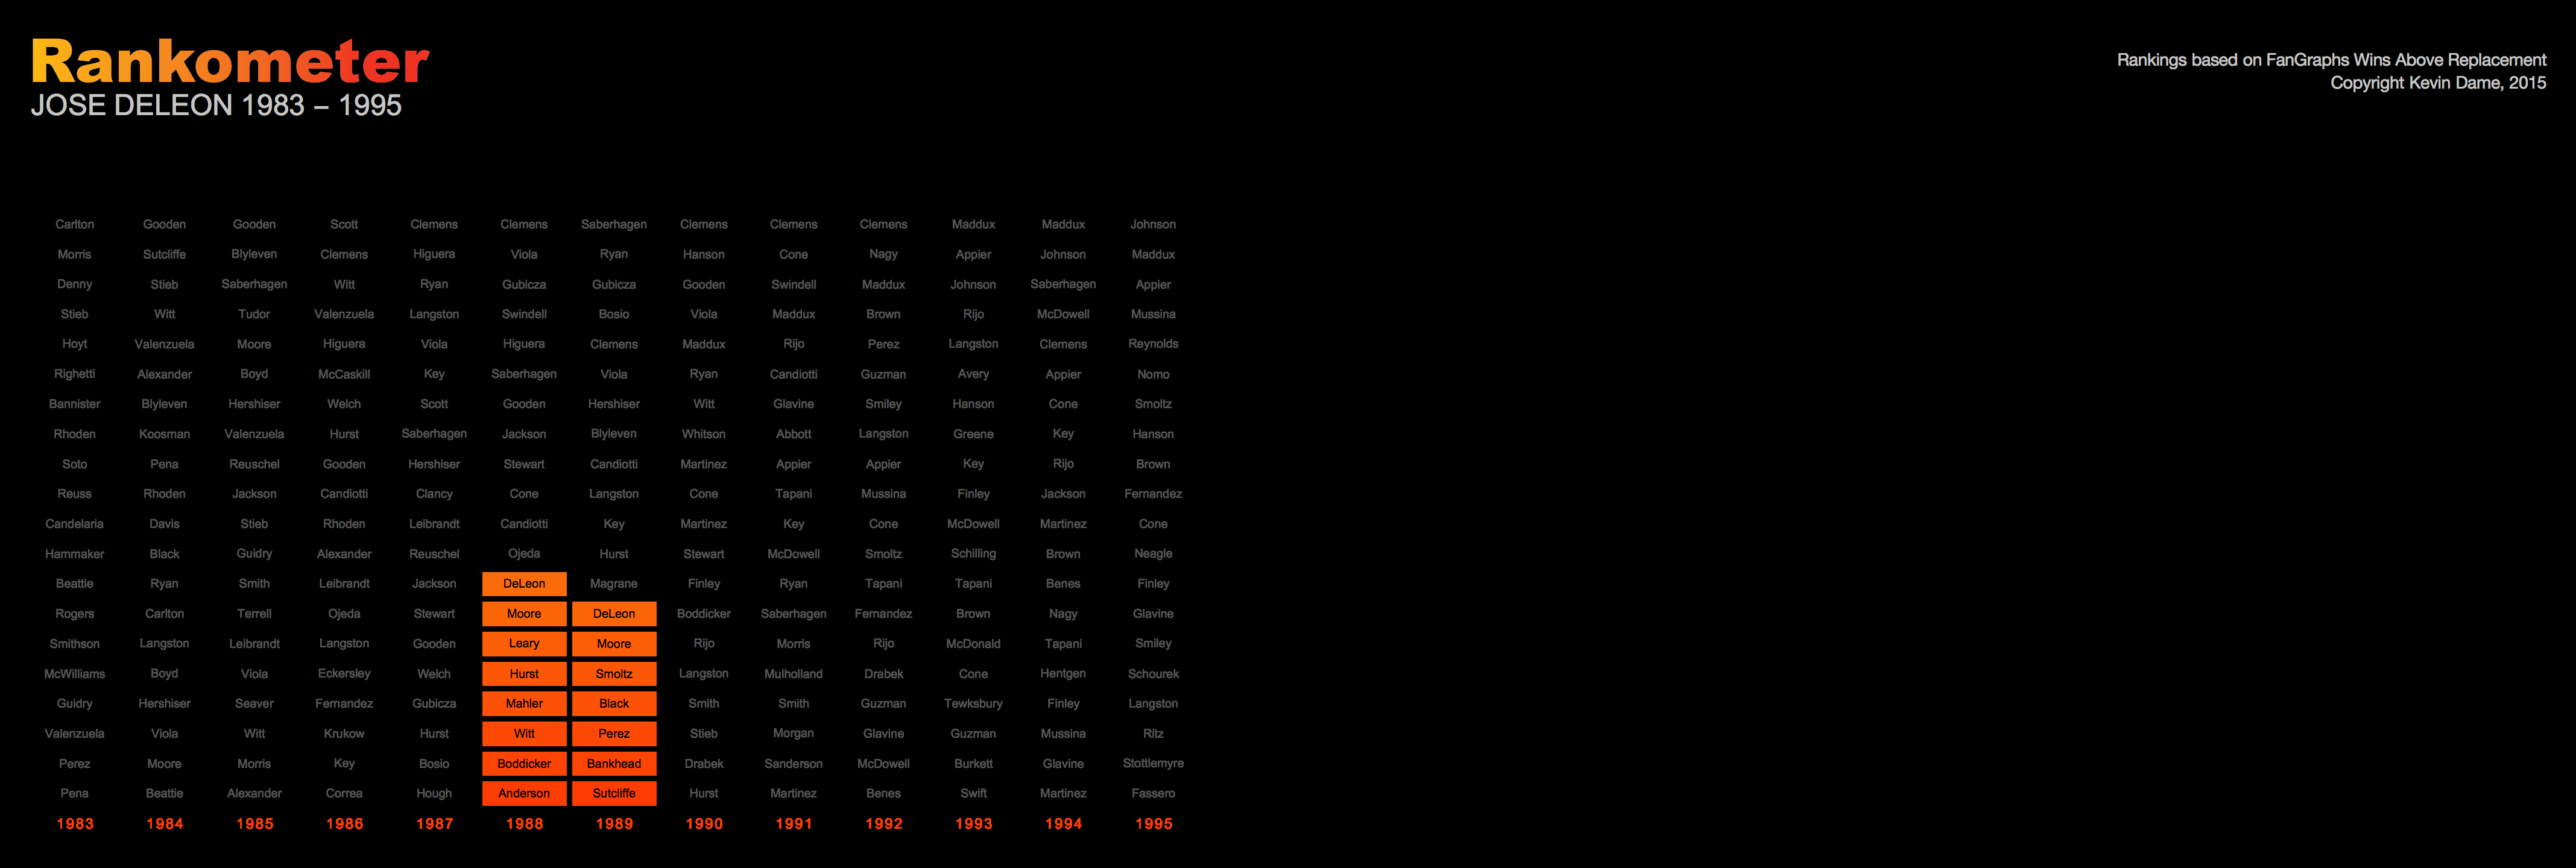 Rankometer
JOSE DELEON 1983 – 1995
Rankings based on FanGraphs Wins Above Replacement
Copyright Kevin Dame, 2015
Carlton Gooden Gooden Scott Clemens Clemens Saberhagen Clemens Clemens Clemens Maddux Maddux Johnson
Morris Sutcliffe Blyleven Clemens Higuera Viola Ryan Hanson Cone Nagy Appier Johnson Maddux
Denny Stieb Saberhagen Witt Ryan Gubicza Gubicza Gooden Swindell Maddux Johnson Saberhagen Appier
Stieb Witt Tudor Valenzuela Langston Swindell Bosio Viola Maddux Brown Rijo McDowell Mussina
Hoyt Valenzuela Moore Higuera Viola Higuera Clemens Maddux Rijo Perez Langston Clemens Reynolds
Righetti Alexander Boyd McCaskill Key Saberhagen Viola Ryan Candiotti Guzman Avery Appier Nomo
Bannister Blyleven Hershiser Welch Scott Gooden Hershiser Witt Glavine Smiley Hanson Cone Smoltz
Rhoden Koosman Valenzuela Hurst Saberhagen Jackson Blyleven Whitson Abbott Langston Greene Key Hanson
Soto Pena Reuschel Gooden Hershiser Stewart Candiotti Martinez Appier Appier Key Rijo Brown
Reuss Rhoden Jackson Candiotti Clancy Cone Langston Cone Tapani Mussina Finley Jackson Fernandez
Candelaria Davis Stieb Rhoden Leibrandt Candiotti Key Martinez Key Cone McDowell Martinez Cone
Hammaker Black Guidry Alexander Reuschel Ojeda Hurst Stewart McDowell Smoltz Schilling Brown Neagle
Beattie Ryan Smith Leibrandt Jackson DeLeon Magrane Finley Ryan Tapani Tapani Benes Finley
Rogers Carlton Terrell Ojeda Stewart Moore DeLeon Boddicker Saberhagen Fernandez Brown Nagy Glavine
Smithson Langston Leibrandt Langston Gooden Leary Moore Rijo Morris Rijo McDonald Tapani Smiley
McWilliams Boyd Viola Eckersley Welch Hurst Smoltz Langston Mulholland Drabek Cone Hentgen Schourek
Guidry Hershiser Seaver Fernandez Gubicza Mahler Black Smith Smith Guzman Tewksbury Finley Langston
Valenzuela Viola Witt Krukow Hurst Witt Perez Stieb Morgan Glavine Guzman Mussina Ritz
Perez Moore Morris Key Bosio Boddicker Bankhead Drabek Sanderson McDowell Burkett Glavine Stottlemyre
Pena Beattie Alexander Correa Hough Anderson Sutcliffe Hurst Martinez Benes Swift Martinez Fassero
1983 1984 1985 1986 1987 1988 1989 1990 1991 1992 1993 1994 1995